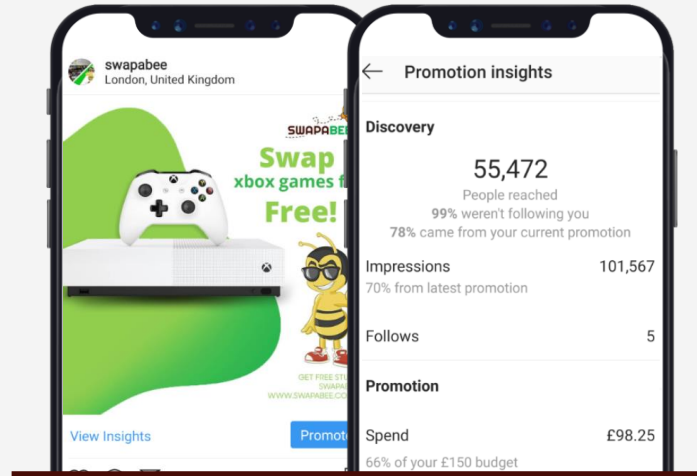 swapabee
London, United Kingdom
SWAPABEE
Swap
xbox games f
Free!
GET FREE STU
SWAPAB
WWW.SWAPABEE.CO
View Insights
Promot
Promotion insights
Discovery
55,472
People reached
99% weren't following you
78% came from your current promotion
Impressions
101,567
70% from latest promotion
Follows
5
Promotion
Spend
£98.25
66% of your £150 budget